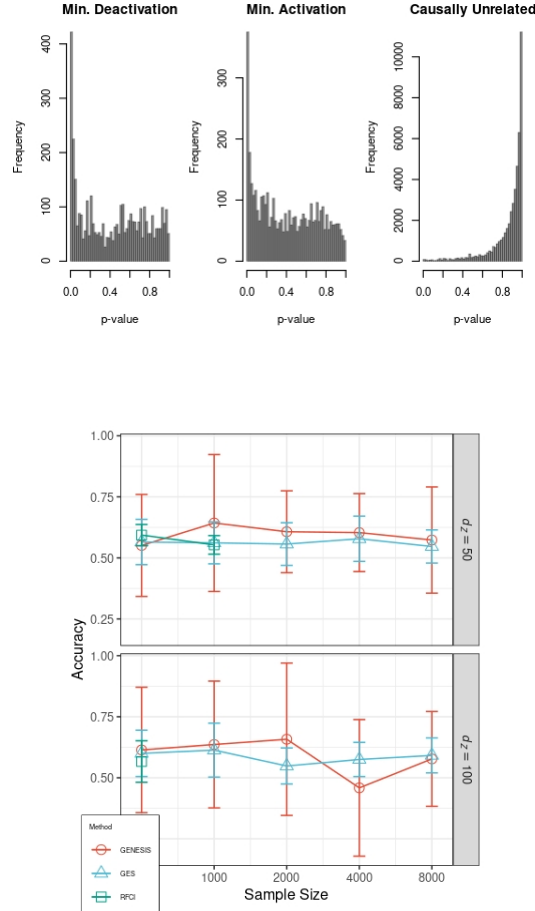 Min. Deactivation
Min. Activation
Causally Unrelated
Frequency
0
100
200
300
400
0.0
0.4
0.8
p-value
Frequency
0
100
200
300
0.0
0.4
0.8
p-value
Frequency
0
2000
4000
6000
8000
10000
0.0
0.4
0.8
p-value
Accuracy
1.00
0.75
0.50
0.25
d_Z = 50
1.00
0.75
0.50
d_Z = 100
1000
2000
4000
8000
Sample Size
Method
GENESIS
GES
RFCI